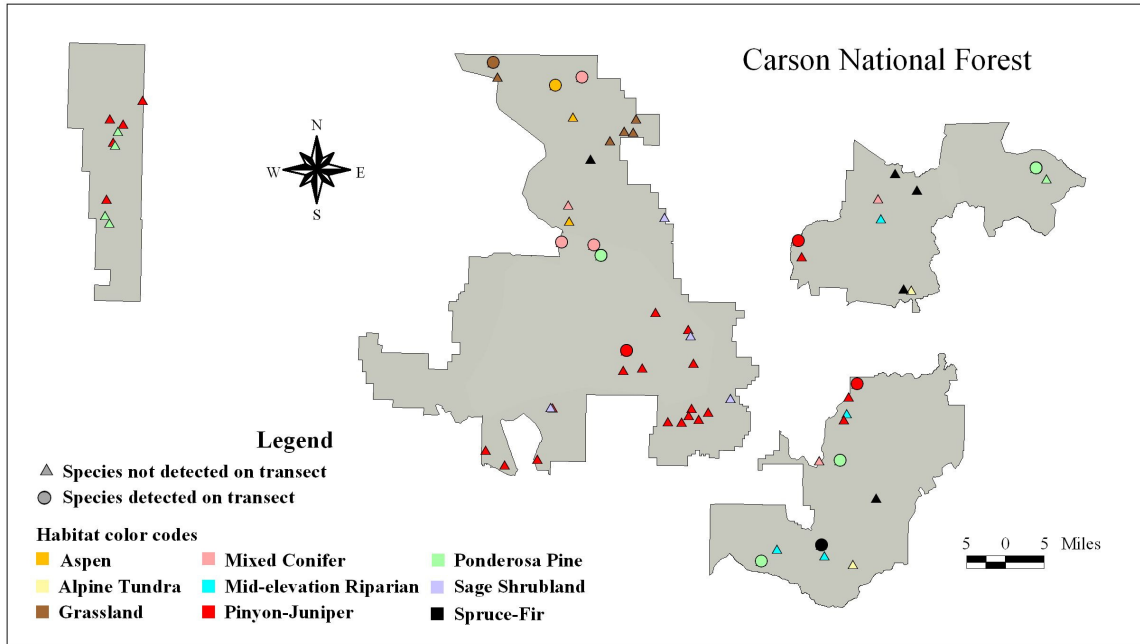 Carson National Forest
N
W E
S
Legend
Species not detected on transect
Species detected on transect
Habitat color codes
Aspen Mixed Conifer Ponderosa Pine
Alpine Tundra Mid-elevation Riparian Sage Shrubland
Grassland Pinyon-Juniper Spruce-Fir
5 0 5 Miles